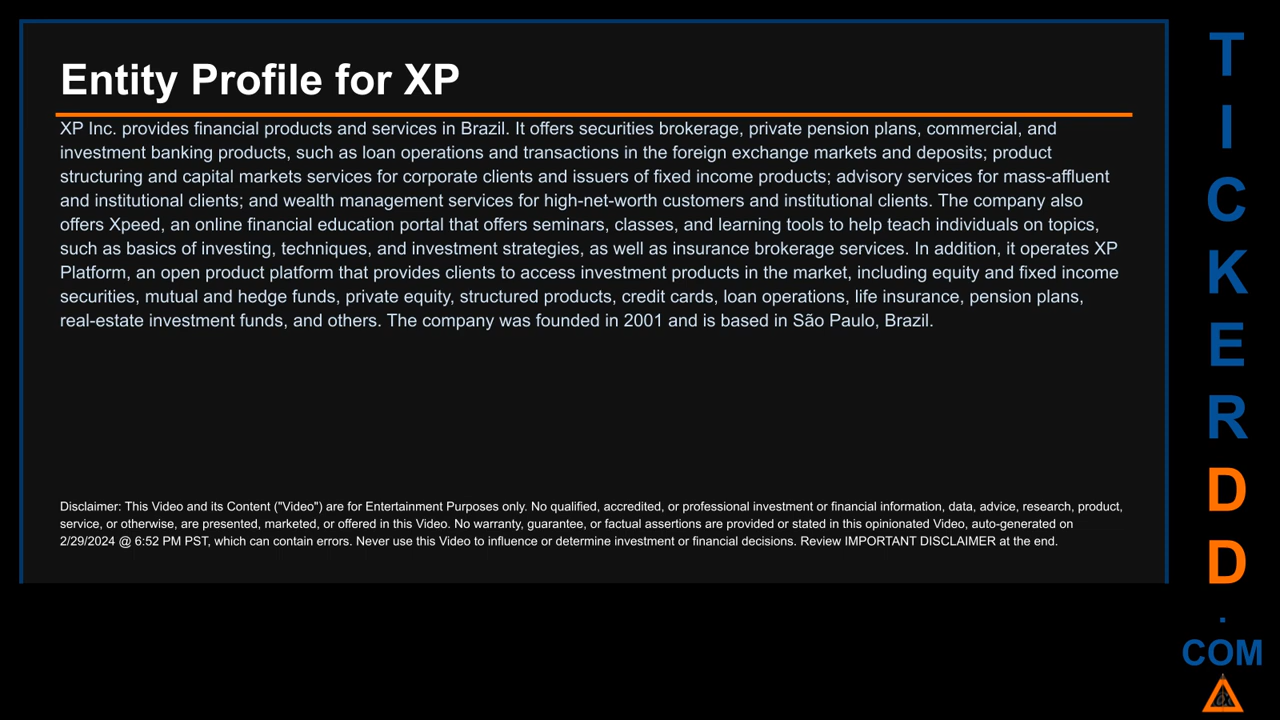 Entity Profile for XP
XP Inc. provides financial products and services in Brazil. It offers securities brokerage, private pension plans, commercial, and
investment banking products, such as loan operations and transactions in the foreign exchange markets and deposits; product
structuring and capital markets services for corporate clients and issuers of fixed income products; advisory services for mass-affluent
and institutional clients; and wealth management services for high-net-worth customers and institutional clients. The company also
offers Xpeed, an online financial education portal that offers seminars, classes, and learning tools to help teach individuals on topics,
such as basics of investing, techniques, and investment strategies, as well as insurance brokerage services. In addition, it operates XP
Platform, an open product platform that provides clients to access investment products in the market, including equity and fixed income
securities, mutual and hedge funds, private equity, structured products, credit cards, loan operations, life insurance, pension plans,
real-estate investment funds, and others. The company was founded in 2001 and is based in São Paulo, Brazil.
Disclaimer: This Video and its Content ("Video") are for Entertainment Purposes only. No qualified, accredited, or professional investment or financial information, data, advice, research, product,
service, or otherwise, are presented, marketed, or offered in this Video. No warranty, guarantee, or factual assertions are provided or stated in this opinionated Video, auto-generated on
2/29/2024 @ 6:52 PM PST, which can contain errors. Never use this Video to influence or determine investment or financial decisions. Review IMPORTANT DISCLAIMER at the end.
T
I
C
K
E
R
D
D
.
COM